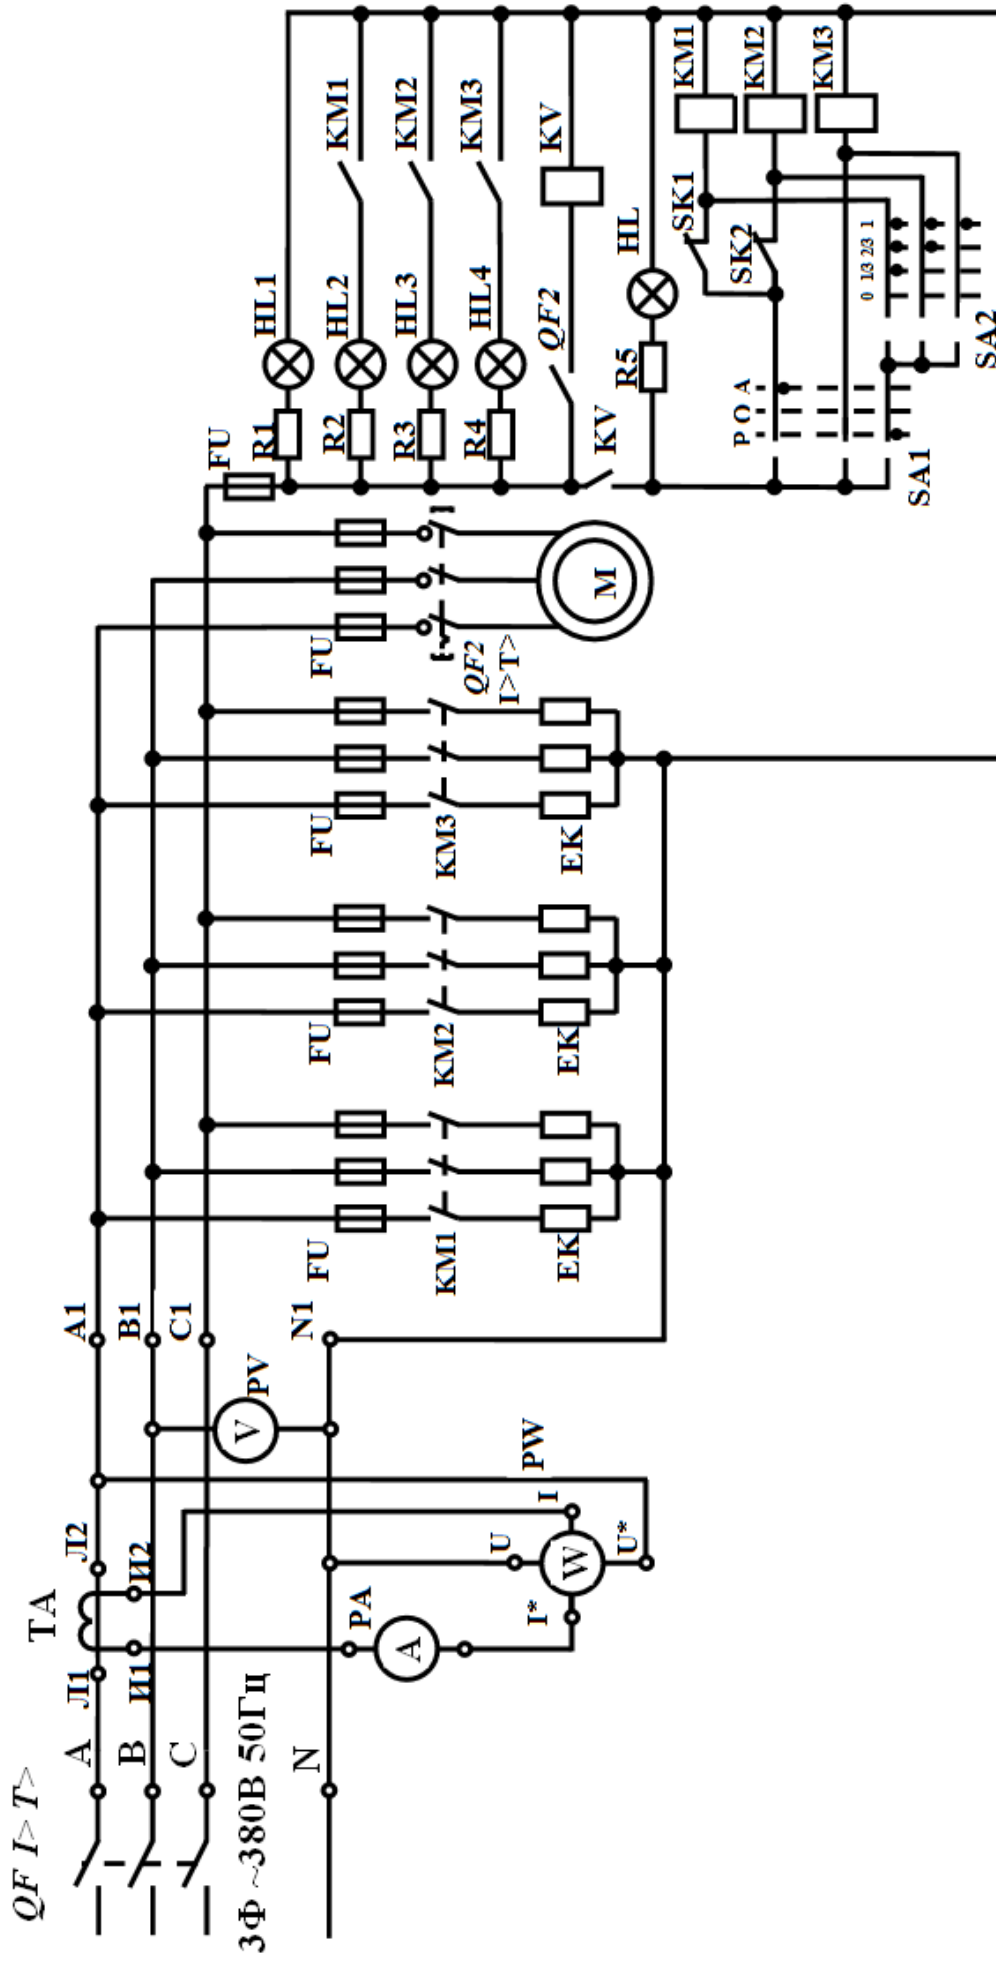 QF I> T>
A
B
C
3Ф ~380В 50Гц
N
TA
Л1
Л2
И1
И2
PA
A
I*
W
U
I
U*
PW
V
PV
A1
B1
C1
N1
FU
KM1
EK
FU
KM2
EK
FU
KM3
EK
FU
QF2
I>T>
M
FU
R1
HL1
R2
HL2
KM1
R3
HL3
KM2
R4
HL4
KM3
QF2
KV
KV
R5
HL
SK1
KM1
SK2
KM2
KM3
P O A
0 1/3 2/3 1
SA1
SA2